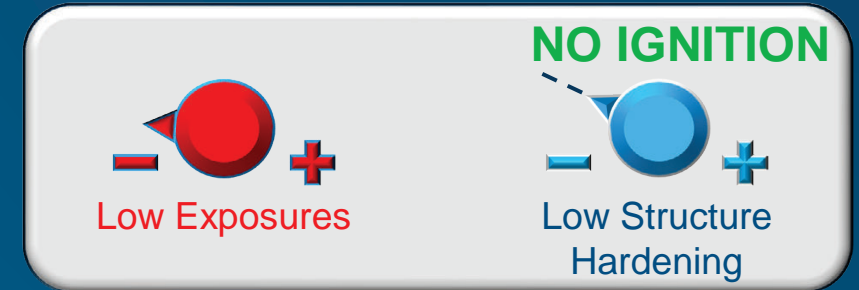 NO IGNITION
Low Exposures
Low Structure
Hardening